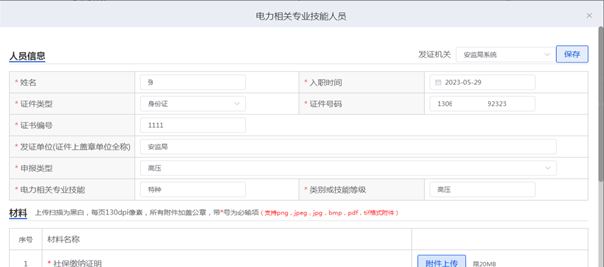 电力相关专业技能人员
人员信息 发证机关 安监局系统 保存
* 姓名 * 入职时间 2023-05-29
* 证件类型 身份证 * 证件号码 1306 92323
* 证书编号 1111
* 发证单位(证件上盖章单位全称) 安监局
* 申报类型 高压
* 电力相关专业技能 特种 * 类别或技能等级 高压
材料 上传扫描为黑白，每页130dpi像素，所有附件加盖公章，带*号为必输项（支持png，jpeg，jpg，bmp，pdf，tif格式附件）
序号 材料名称
1 * 社保缴纳证明 附件上传 限20MB